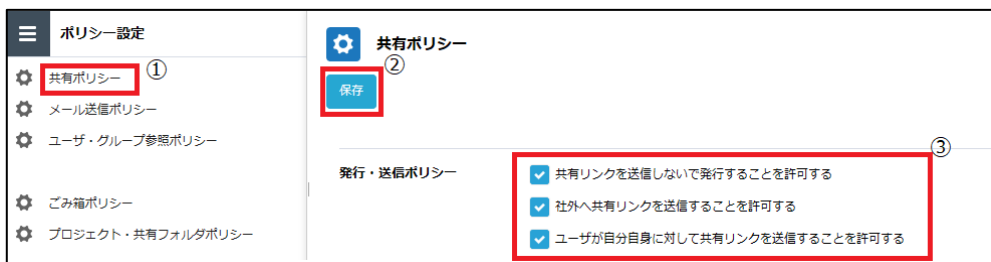 ポリシー設定
共有ポリシー ①
メール送信ポリシー
ユーザ・グループ参照ポリシー
ごみ箱ポリシー
プロジェクト・共有フォルダポリシー
共有ポリシー
②
保存
③
発行・送信ポリシー
共有リンクを送信しないで発行することを許可する
社外へ共有リンクを送信することを許可する
ユーザが自分自身に対して共有リンクを送信することを許可する